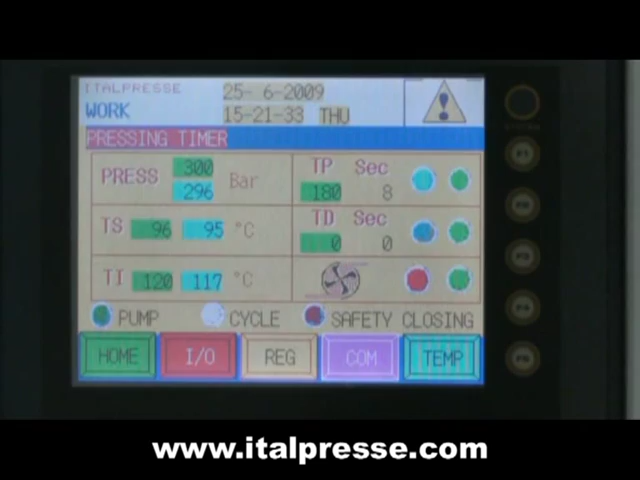 ITALPRESSE 25- 6-2009
WORK 15-21-33 THU
PRESSING TIMER
PRESS 300 Bar TP Sec
296 180 8
TS 96 95 °C TD Sec
0 0
TI 120 117 °C
PUMP CYCLE SAFETY CLOSING
HOME I/O REG COM TEMP
www.italpresse.com